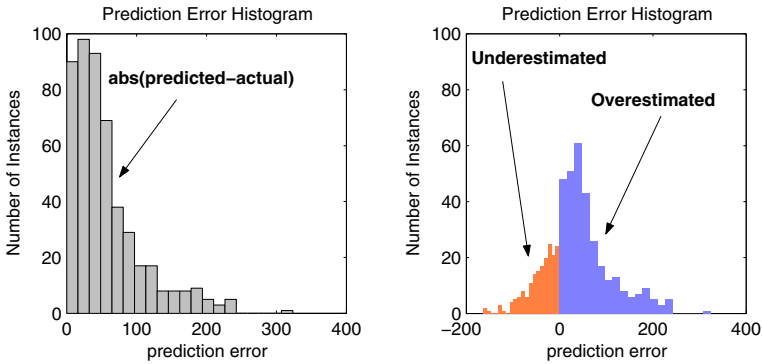 Prediction Error Histogram
100
80
60
40
20
0
Number of Instances
abs(predicted-actual)
0 100 200 300 400
prediction error
Prediction Error Histogram
100
80
60
40
20
0
Number of Instances
Underestimated
Overestimated
−200 0 200 400
prediction error